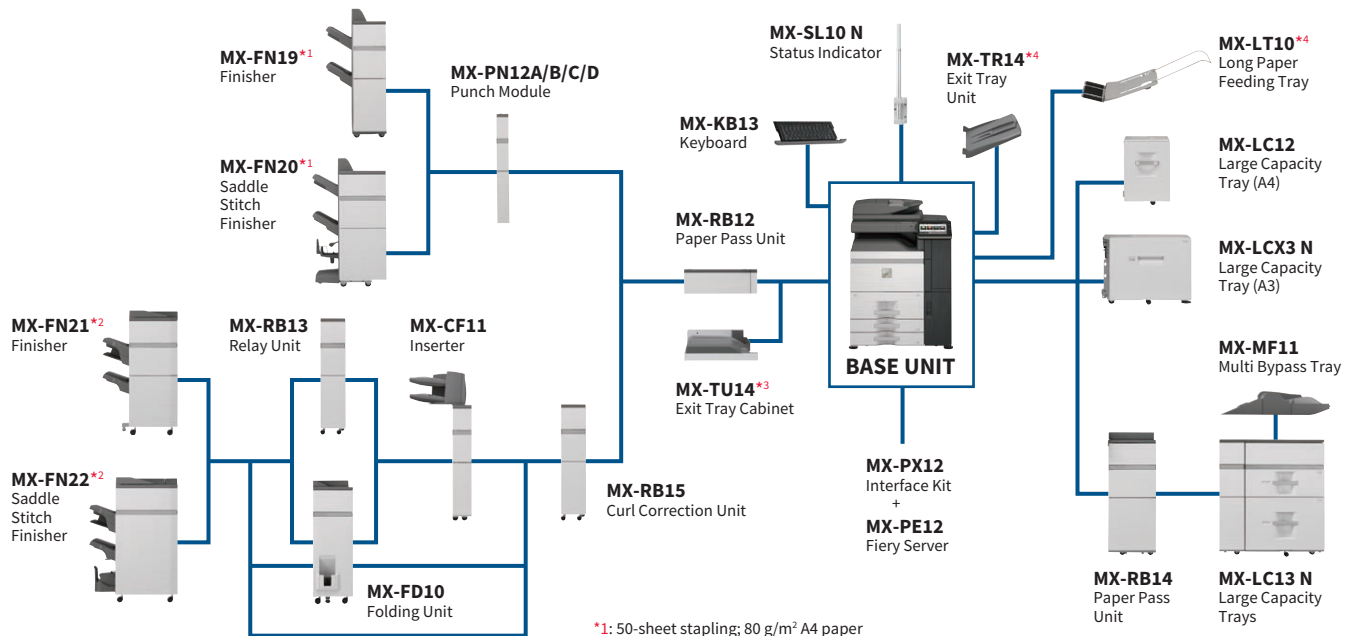 MX-FN19*1
Finisher
MX-PN12A/B/C/D
Punch Module
MX-FN20*1
Saddle
Stitch
Finisher
MX-SL10 N
Status Indicator
MX-TR14*4
Exit Tray
Unit
MX-LT10*4
Long Paper
Feeding Tray
MX-KB13
Keyboard
MX-LC12
Large Capacity
Tray (A4)
MX-RB12
Paper Pass Unit
MX-LCX3 N
Large Capacity
Tray (A3)
BASE UNIT
MX-TU14*3
Exit Tray Cabinet
MX-FN21*2
Finisher
MX-RB13
Relay Unit
MX-CF11
Inserter
MX-MF11
Multi Bypass Tray
MX-FN22*2
Saddle
Stitch
Finisher
MX-RB15
Curl Correction Unit
MX-PX12
Interface Kit
+
MX-PE12
Fiery Server
MX-FD10
Folding Unit
MX-RB14
Paper Pass
Unit
MX-LC13 N
Large Capacity
Trays
*1: 50-sheet stapling; 80 g/m² A4 paper